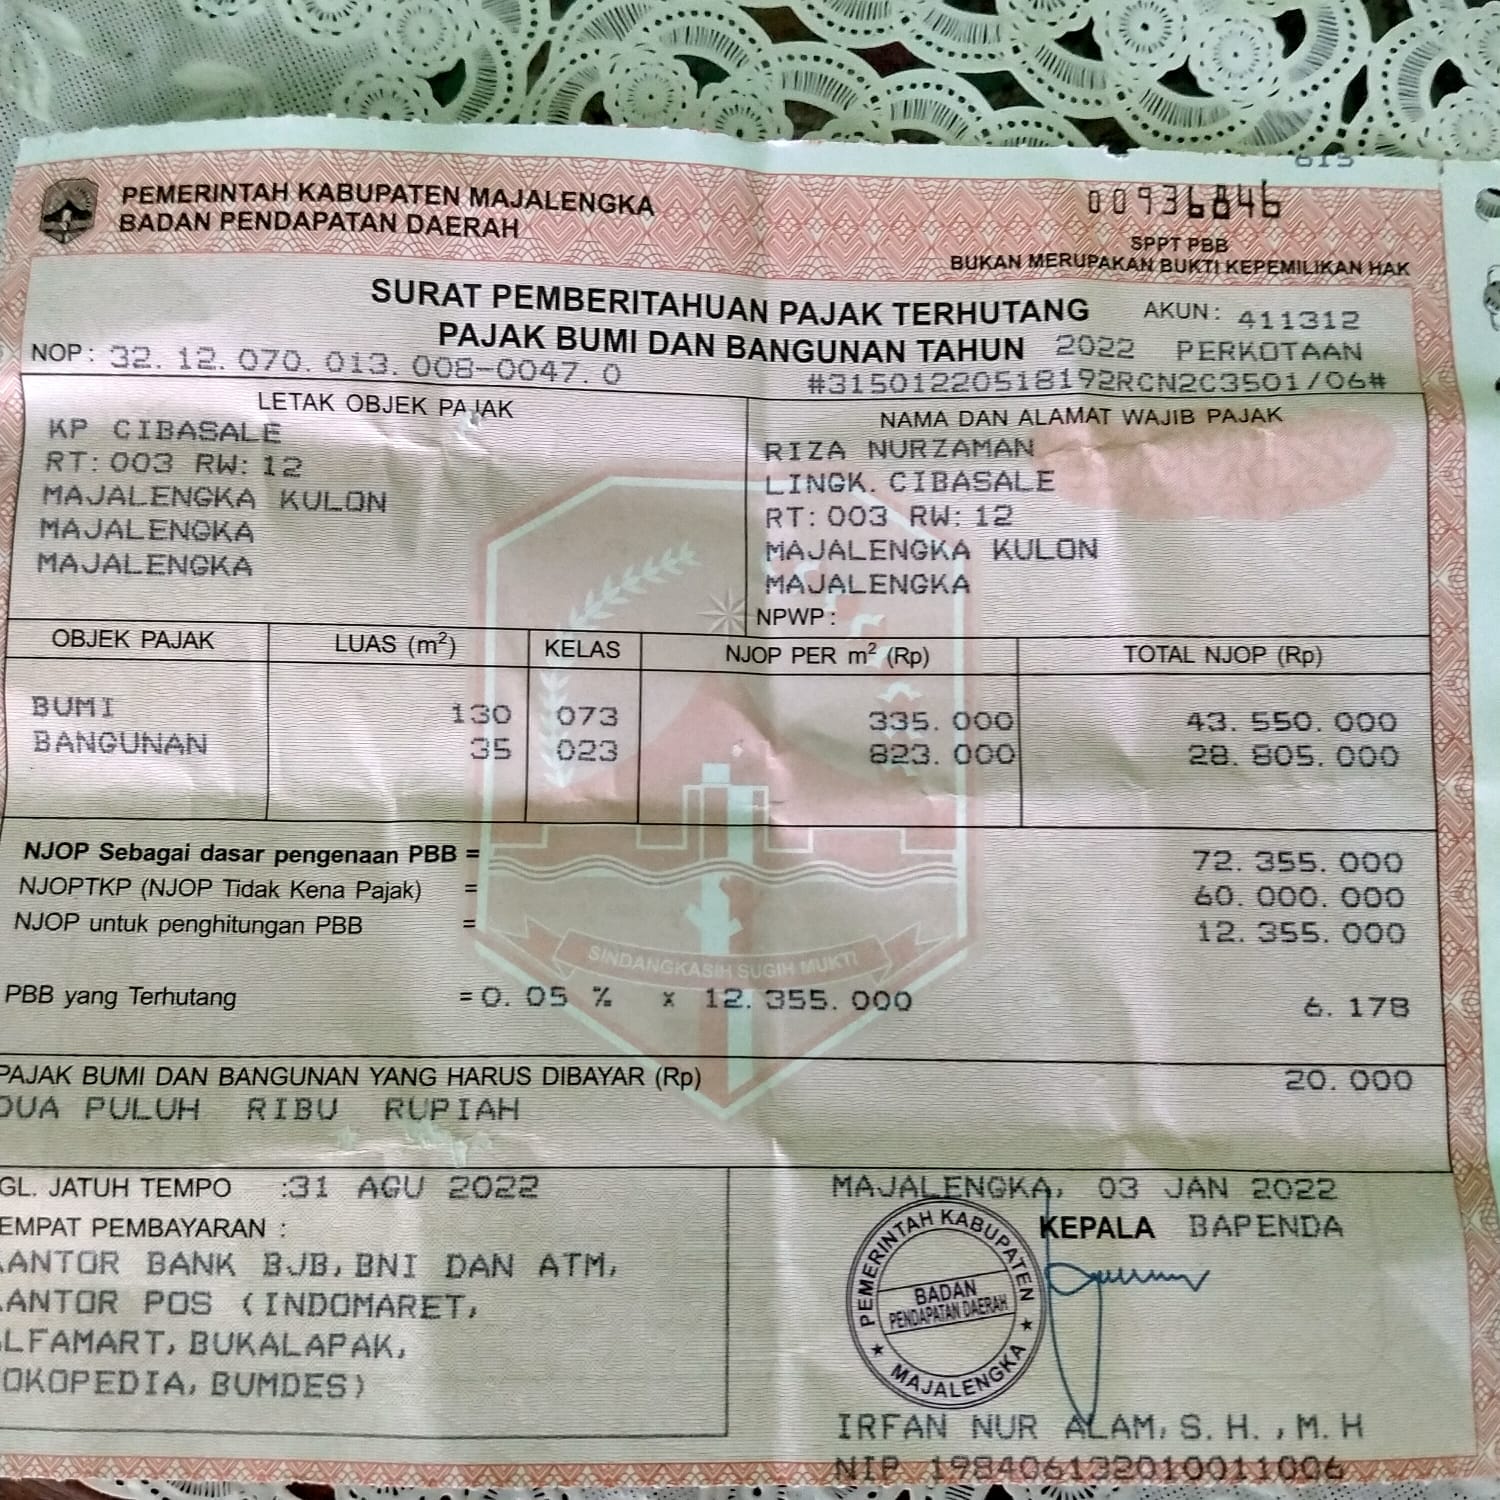 615
PEMERINTAH KABUPATEN MAJALENGKA
BADAN PENDAPATAN DAERAH
00936846
SPPT PBB
BUKAN MERUPAKAN BUKTI KEPEMILIKAN HAK
SURAT PEMBERITAHUAN PAJAK TERHUTANG
AKUN : 411312
PAJAK BUMI DAN BANGUNAN TAHUN 2022 PERKOTAAN
NOP : 32. 12. 070. 013. 008-0047. 0
#31501220518192RCN2C3501/06#
LETAK OBJEK PAJAK
KP CIBASALE
RT: 003 RW: 12
MAJALENGKA KULON
MAJALENGKA
MAJALENGKA
NAMA DAN ALAMAT WAJIB PAJAK
RIZA NURZAMAN
LINGK. CIBASALE
RT: 003 RW: 12
MAJALENGKA KULON
MAJALENGKA
NPWP :
OBJEK PAJAK LUAS (m²) KELAS NJOP PER m² (Rp) TOTAL NJOP (Rp)
BUMI 130 073 335. 000 43. 550. 000
BANGUNAN 35 023 823. 000 28. 805. 000
NJOP Sebagai dasar pengenaan PBB = 72. 355. 000
NJOPTKP (NJOP Tidak Kena Pajak) = 60. 000. 000
NJOP untuk penghitungan PBB = 12. 355. 000
SINDANGKASIH SUGIH MUKTI
PBB yang Terhutang = 0. 05 % x 12. 355. 000 6. 178
PAJAK BUMI DAN BANGUNAN YANG HARUS DIBAYAR (Rp) 20. 000
DUA PULUH RIBU RUPIAH
GL. JATUH TEMPO :31 AGU 2022
EMPAT PEMBAYARAN :
ANTOR BANK BJB, BNI DAN ATM,
ANTOR POS (INDOMARET,
LFAMART, BUKALAPAK,
OKOPEDIA, BUMDES)
MAJALENGKA, 03 JAN 2022
KEPALA BAPENDA
PEMERINTAH KABUPATEN
BADAN
PENDAPATAN DAERAH
★ MAJALENGKA ★
IRFAN NUR ALAM, S. H. , M. H
NIP 198406132010011006